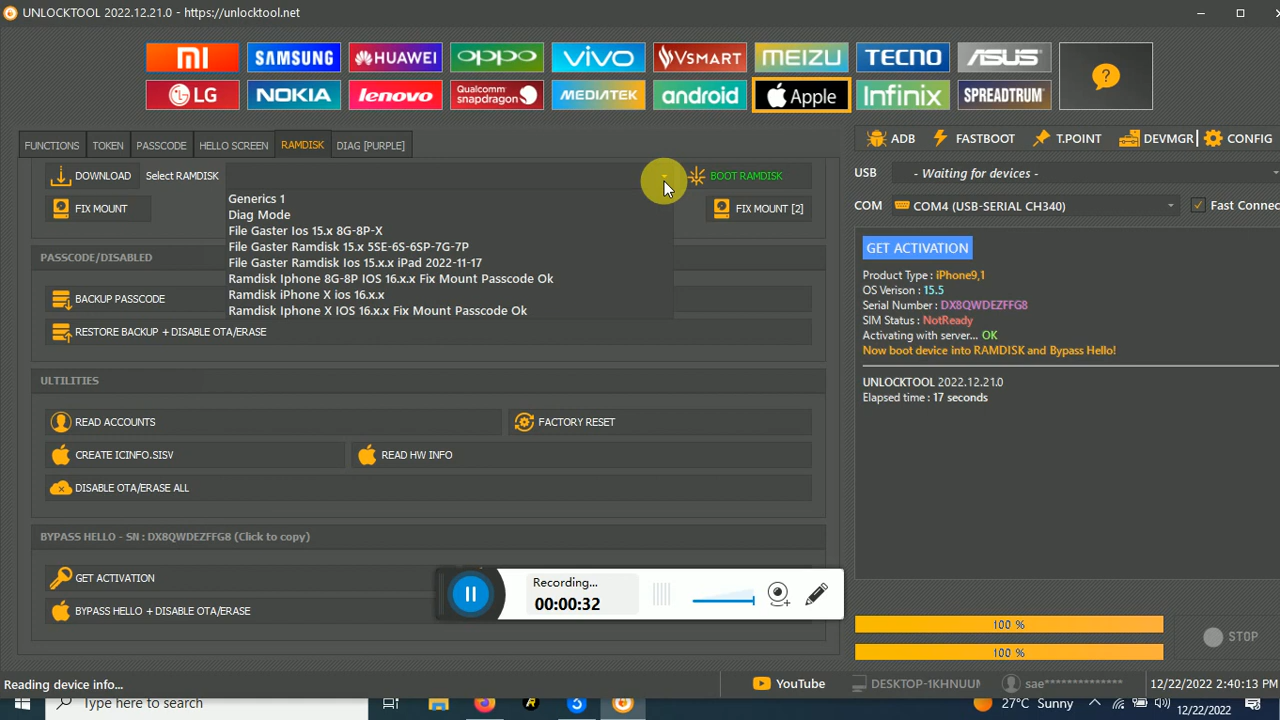 UNLOCKTOOL 2022.12.21.0 - https://unlocktool.net
mi SAMSUNG HUAWEI oppo vivo VSMART MEIZU TECNO ASUS
LG NOKIA lenovo Qualcomm snapdragon MEDIATEK android Apple Infinix SPREADTRUM
?
FUNCTIONS TOKEN PASSCODE HELLO SCREEN RAMDISK DIAG [PURPLE]
ADB FASTBOOT T.POINT DEVMGR CONFIG
DOWNLOAD Select RAMDISK BOOT RAMDISK
FIX MOUNT FIX MOUNT [2]
Generics 1
Diag Mode
File Gaster Ios 15.x 8G-8P-X
File Gaster Ramdisk 15.x 5SE-6S-6SP-7G-7P
File Gaster Ramdisk Ios 15.x.x iPad 2022-11-17
Ramdisk Iphone 8G-8P IOS 16.x.x Fix Mount Passcode Ok
Ramdisk iPhone X ios 16.x.x
Ramdisk Iphone X IOS 16.x.x Fix Mount Passcode Ok
PASSCODE/DISABLED
BACKUP PASSCODE
RESTORE BACKUP + DISABLE OTA/ERASE
ULTILITIES
READ ACCOUNTS FACTORY RESET
CREATE ICINFO.SISV READ HW INFO
DISABLE OTA/ERASE ALL
BYPASS HELLO - SN : DX8QWDEZFFG8 (Click to copy)
GET ACTIVATION
BYPASS HELLO + DISABLE OTA/ERASE
Recording...
00:00:32
USB - Waiting for devices -
COM COM4 (USB-SERIAL CH340) Fast Connec
GET ACTIVATION
Product Type : iPhone9,1
OS Verison : 15.5
Serial Number : DX8QWDEZFFG8
SIM Status : NotReady
Activating with server... OK
Now boot device into RAMDISK and Bypass Hello!
UNLOCKTOOL 2022.12.21.0
Elapsed time : 17 seconds
100 %
100 %
STOP
Reading device info... YouTube DESKTOP-1KHNUUM sae************** 12/22/2022 2:40:13 PM
Type here to search 27°C Sunny 12/22/2022